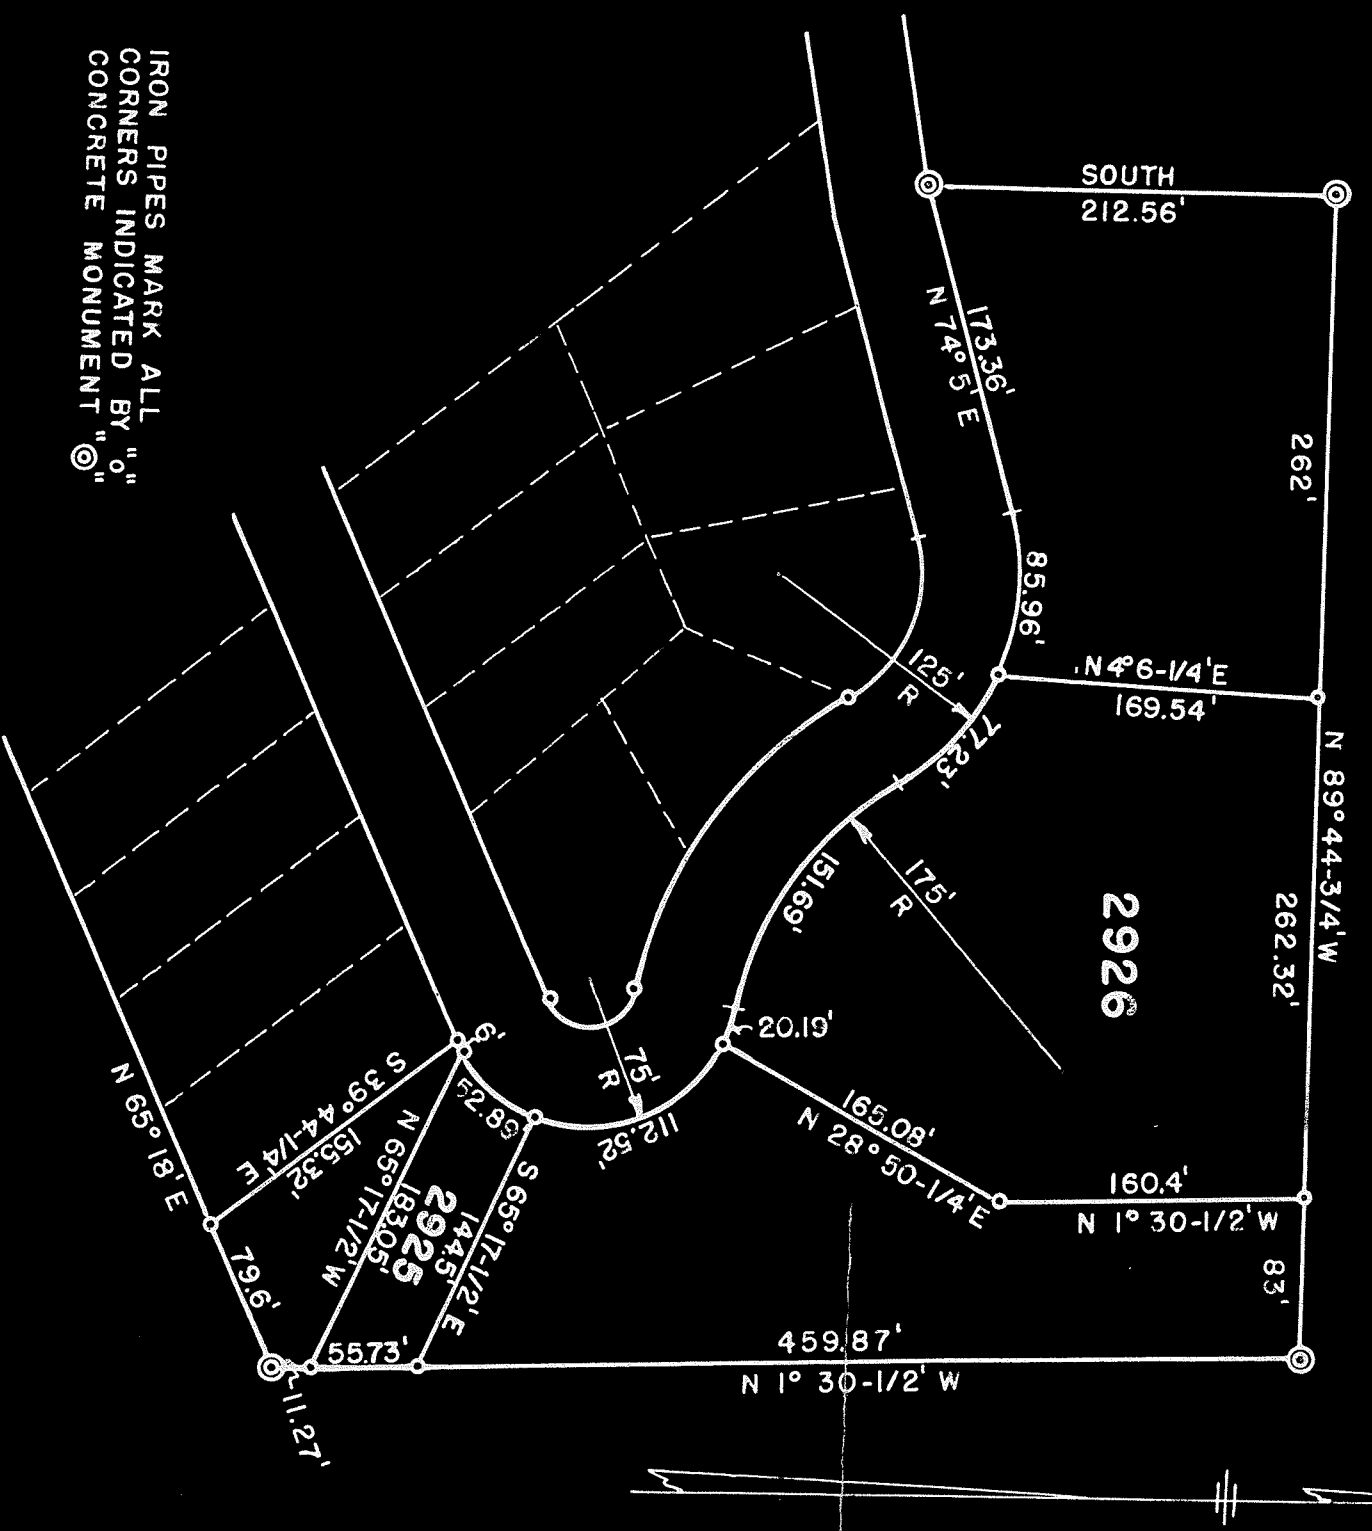 IRON PIPES MARK ALL
CORNERS INDICATED BY "o"
CONCRETE MONUMENT "◎"
SOUTH
212.56'
262'
173.36'
N 74° 5' E
85.96'
N 4° 6-1/4' E
169.54'
N 89° 44-3/4' W
262.32'
125'
R
77.23'
175'
R
151.69'
2926
20.19'
165.08'
N 28° 50-1/4' E
160.4'
N 1° 30-1/2' W
83'
75'
R
112.52'
6'
52.89'
S 39° 44-1/4' E
155.32'
N 65° 17-1/2' W
183.05'
2925
144.5'
S 65° 17-1/2' E
N 65° 18' E
79.6'
55.73'
11.27'
459.87'
N 1° 30-1/2' W